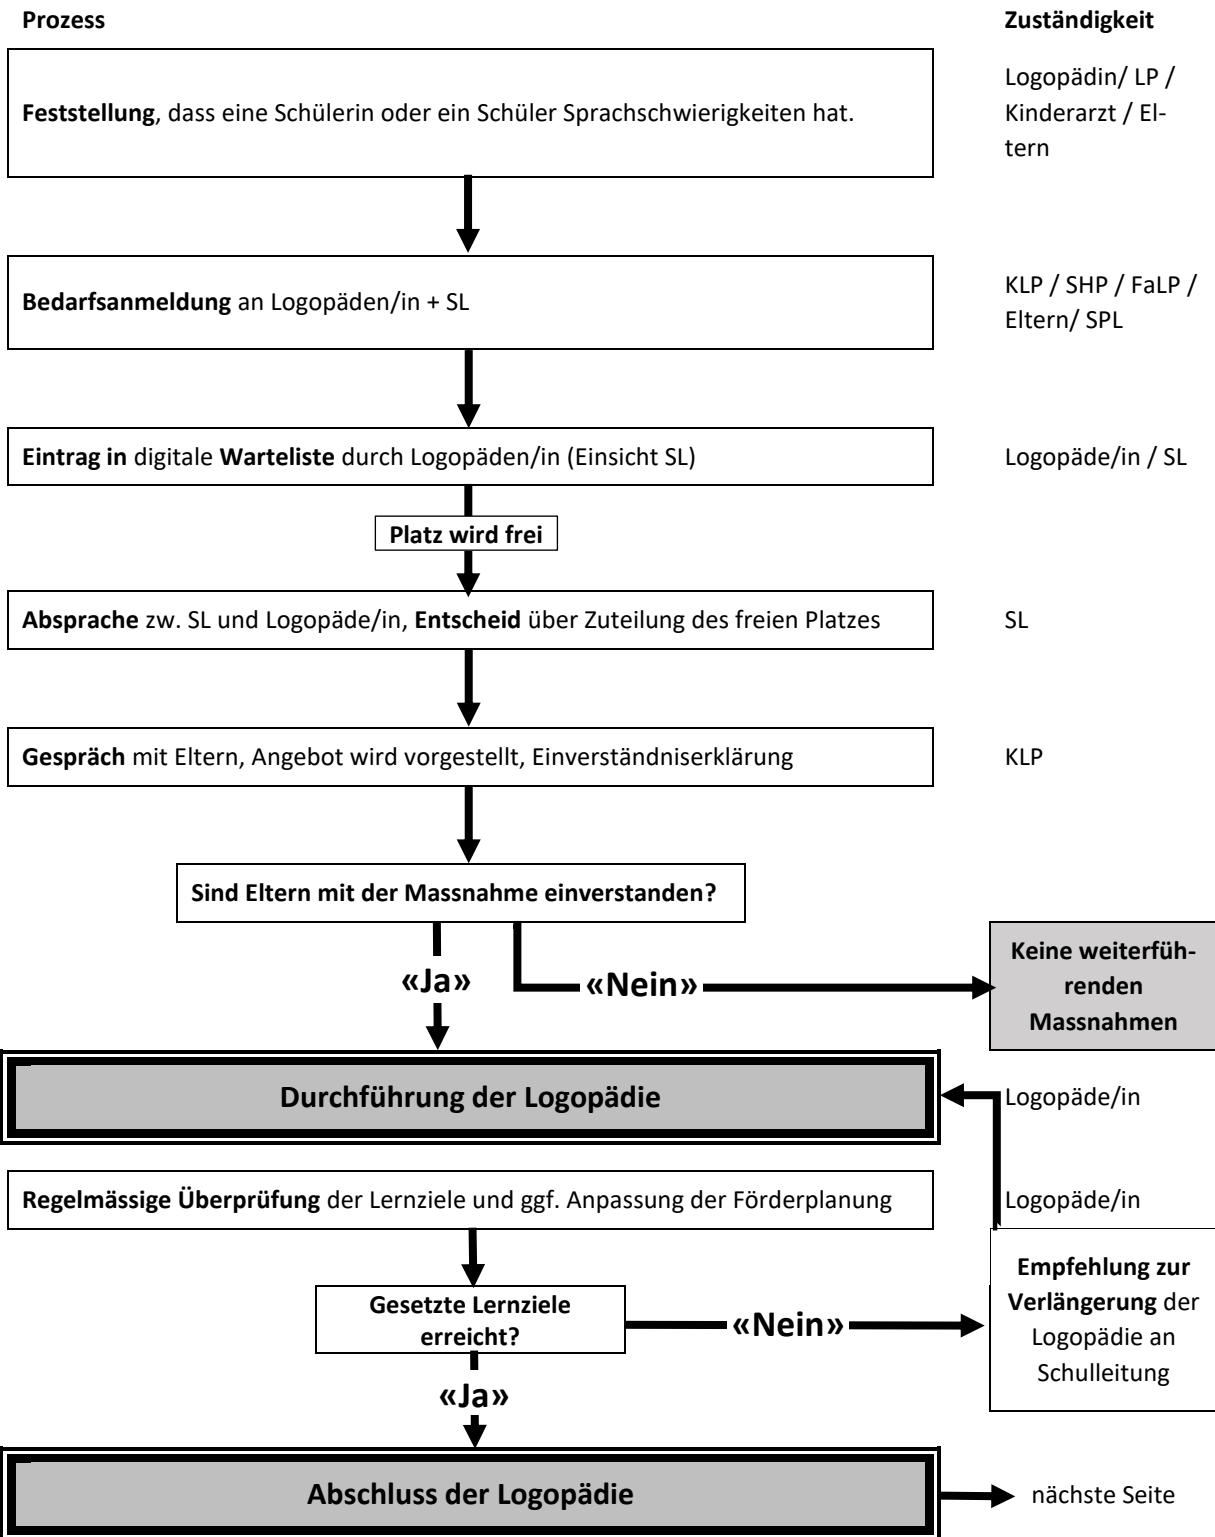 Prozess
Zuständigkeit
Feststellung, dass eine Schülerin oder ein Schüler Sprachschwierigkeiten hat.
Logopädin/ LP /
Kinderarzt / El-
tern
Bedarfsanmeldung an Logopäden/in + SL
KLP / SHP / FaLP /
Eltern/ SPL
Eintrag in digitale Warteliste durch Logopäden/in (Einsicht SL)
Logopäde/in / SL
Platz wird frei
Absprache zw. SL und Logopäde/in, Entscheid über Zuteilung des freien Platzes
SL
Gespräch mit Eltern, Angebot wird vorgestellt, Einverständniserklärung
KLP
Sind Eltern mit der Massnahme einverstanden?
«Ja»
«Nein»
Keine weiterfüh-
renden
Massnahmen
Durchführung der Logopädie
Logopäde/in
Regelmässige Überprüfung der Lernziele und ggf. Anpassung der Förderplanung
Logopäde/in
Gesetzte Lernziele
erreicht?
«Nein»
Empfehlung zur
Verlängerung der
Logopädie an
Schulleitung
«Ja»
Abschluss der Logopädie
nächste Seite